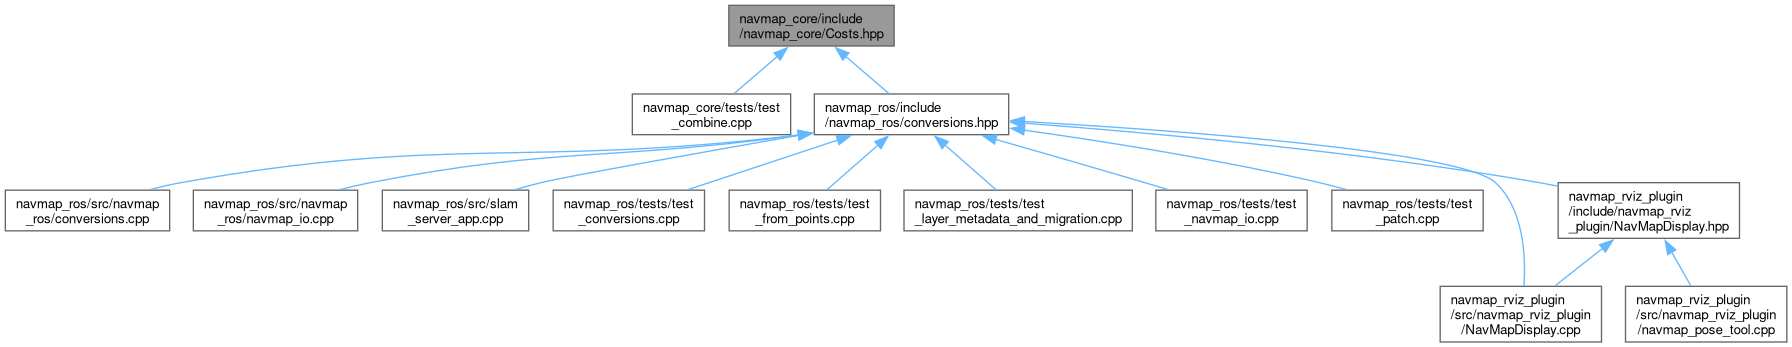 navmap_core/include
/navmap_core/Costs.hpp
navmap_core/tests/test
_combine.cpp
navmap_ros/include
/navmap_ros/conversions.hpp
navmap_ros/src/navmap
_ros/conversions.cpp
navmap_ros/src/navmap
_ros/navmap_io.cpp
navmap_ros/src/slam
_server_app.cpp
navmap_ros/tests/test
_conversions.cpp
navmap_ros/tests/test
_from_points.cpp
navmap_ros/tests/test
_layer_metadata_and_migration.cpp
navmap_ros/tests/test
_navmap_io.cpp
navmap_ros/tests/test
_patch.cpp
navmap_rviz_plugin
/include/navmap_rviz
_plugin/NavMapDisplay.hpp
navmap_rviz_plugin
/src/navmap_rviz_plugin
/NavMapDisplay.cpp
navmap_rviz_plugin
/src/navmap_rviz_plugin
/navmap_pose_tool.cpp